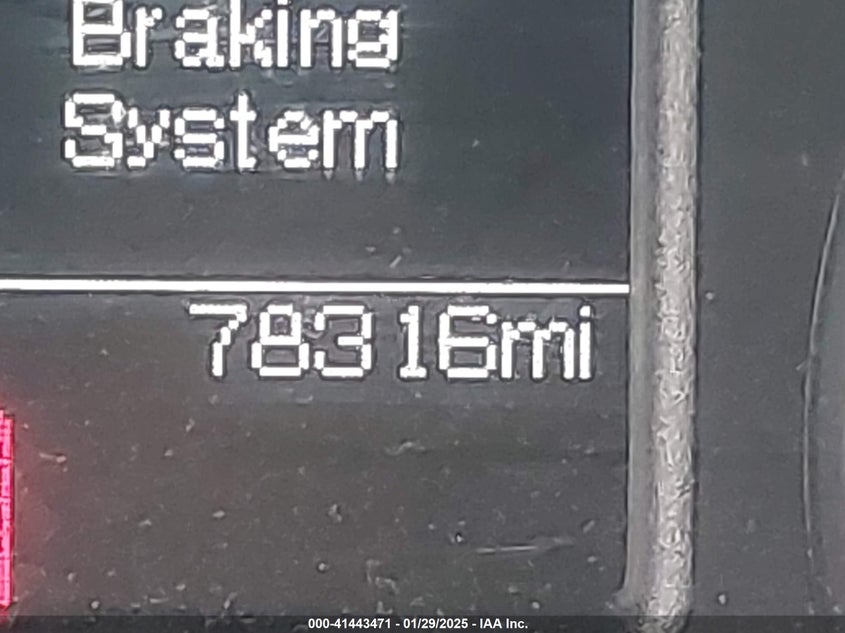 Braking
System
78316mi
000-41443471 - 01/29/2025 - IAA Inc.